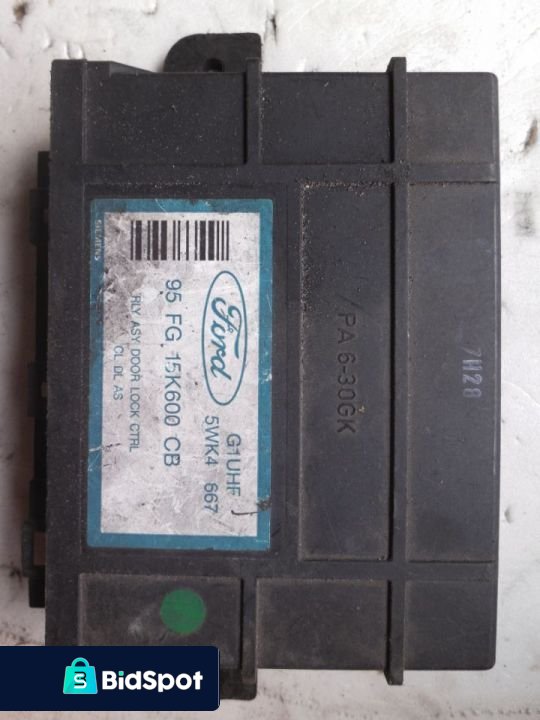 SIEMENS
Ford
G1UHF
5WK4 667
95 FG 15K600 CB
RLY ASY DOOR LOCK CTRL
CL DL AS
PA 6-30GK
7H28
BidSpot